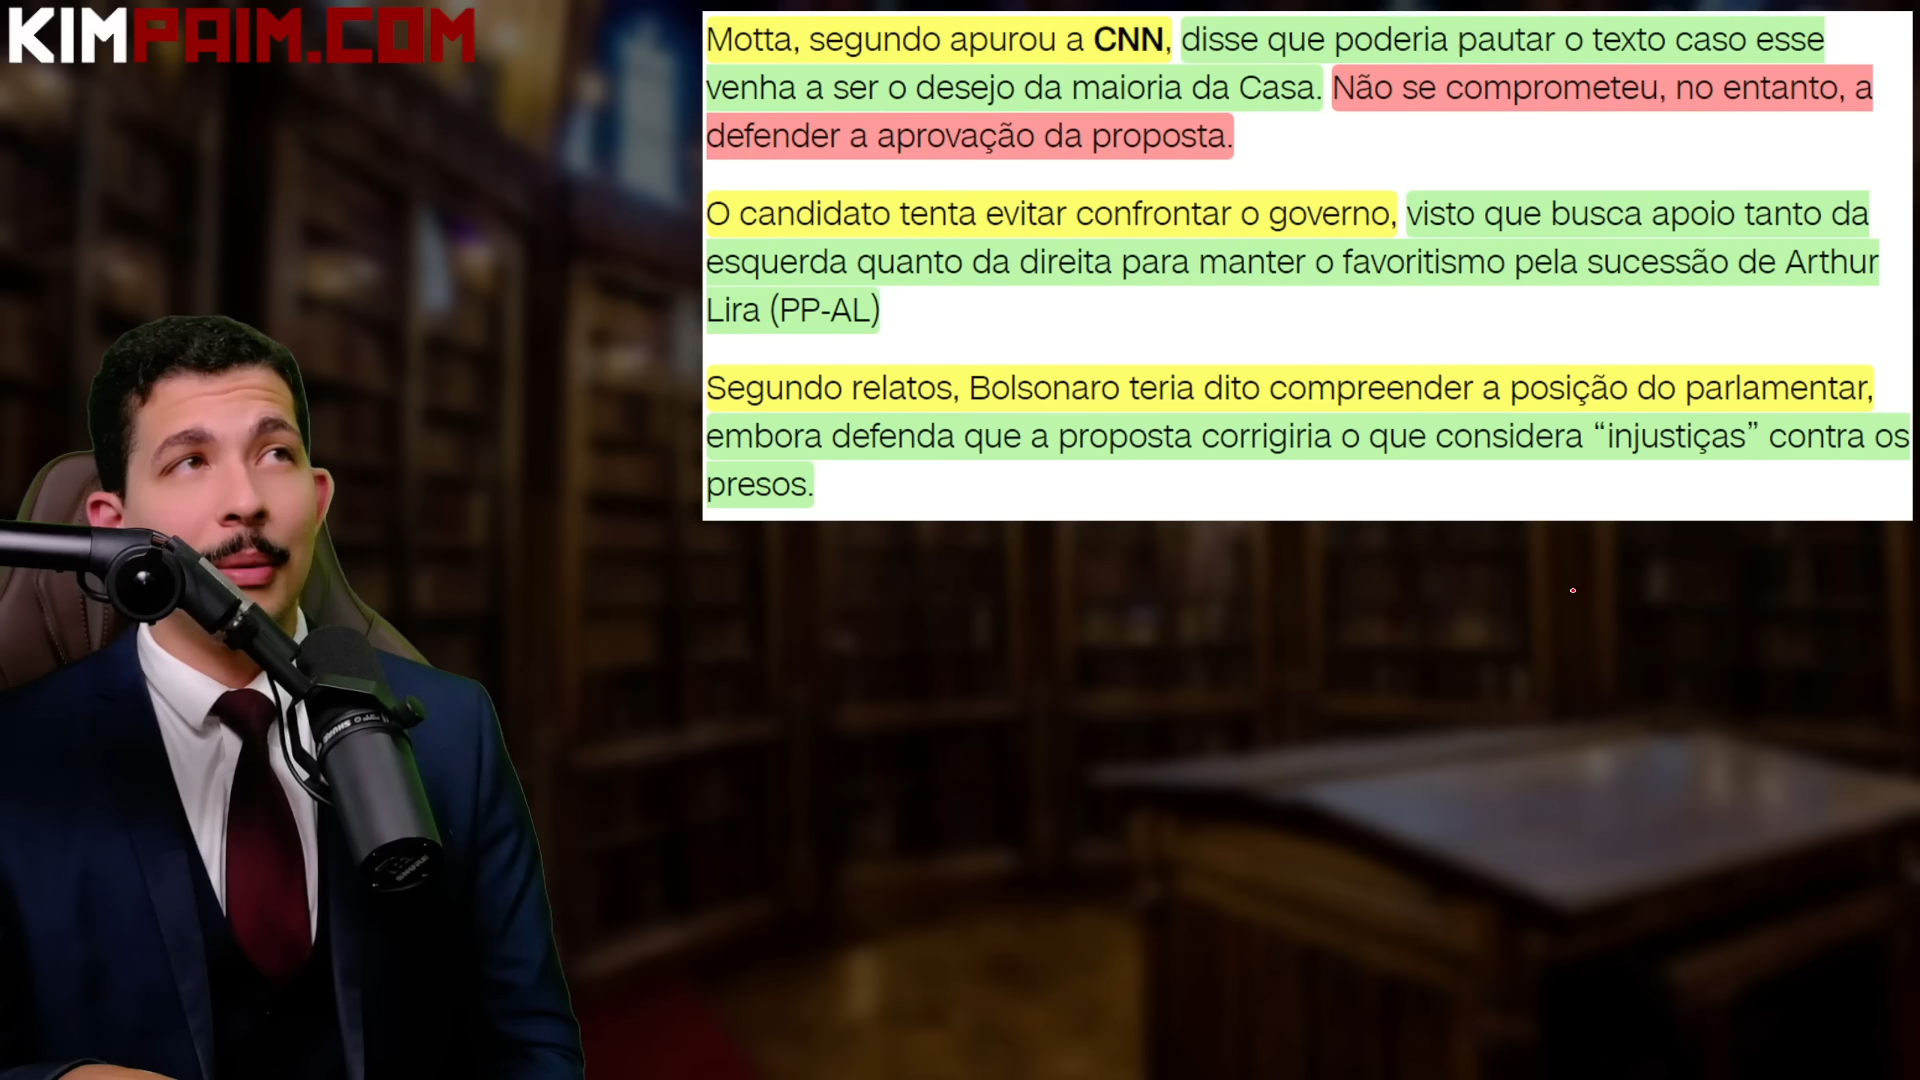 KIMPAIM.COM
Motta, segundo apurou a CNN, disse que poderia pautar o texto caso esse
venha a ser o desejo da maioria da Casa. Não se comprometeu, no entanto, a
defender a aprovação da proposta.
O candidato tenta evitar confrontar o governo, visto que busca apoio tanto da
esquerda quanto da direita para manter o favoritismo pela sucessão de Arthur
Lira (PP-AL)
Segundo relatos, Bolsonaro teria dito compreender a posição do parlamentar,
embora defenda que a proposta corrigiria o que considera “injustiças” contra os
presos.
SHURE
SHURE